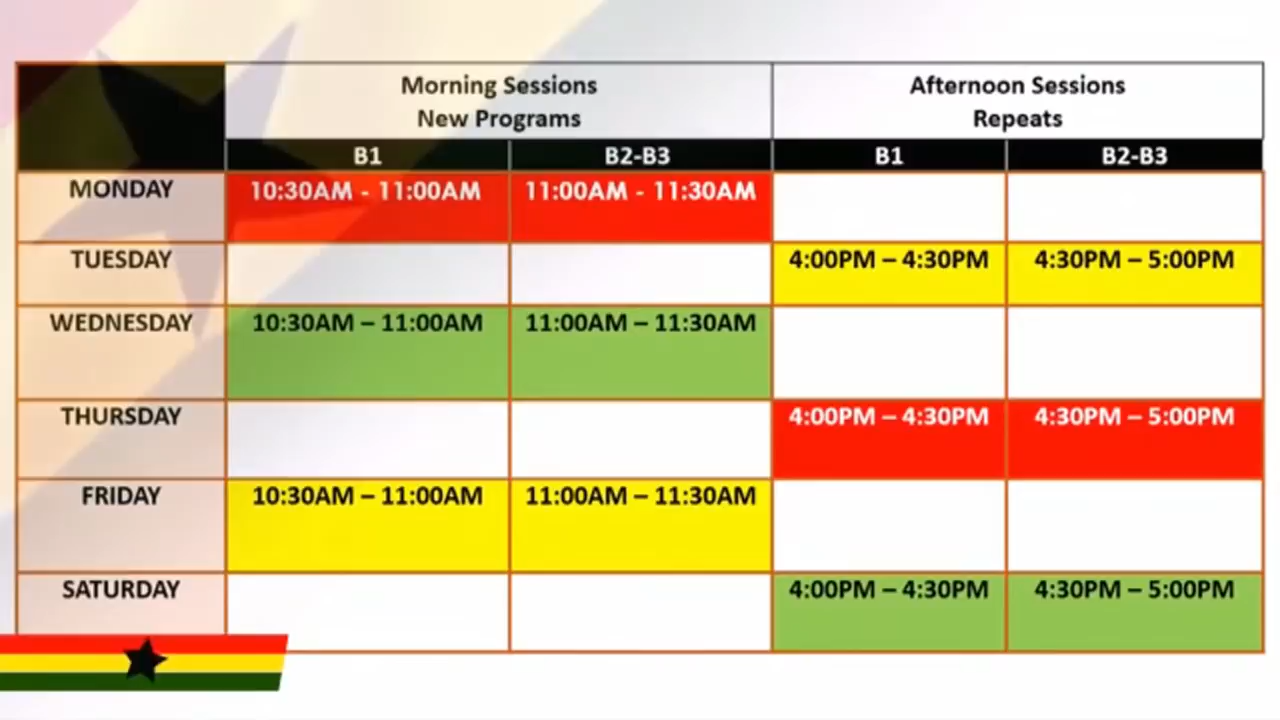 Morning Sessions
New Programs
Afternoon Sessions
Repeats
B1 B2-B3 B1 B2-B3
MONDAY 10:30AM - 11:00AM 11:00AM - 11:30AM
TUESDAY 4:00PM – 4:30PM 4:30PM – 5:00PM
WEDNESDAY 10:30AM – 11:00AM 11:00AM – 11:30AM
THURSDAY 4:00PM – 4:30PM 4:30PM – 5:00PM
FRIDAY 10:30AM – 11:00AM 11:00AM – 11:30AM
SATURDAY 4:00PM – 4:30PM 4:30PM – 5:00PM